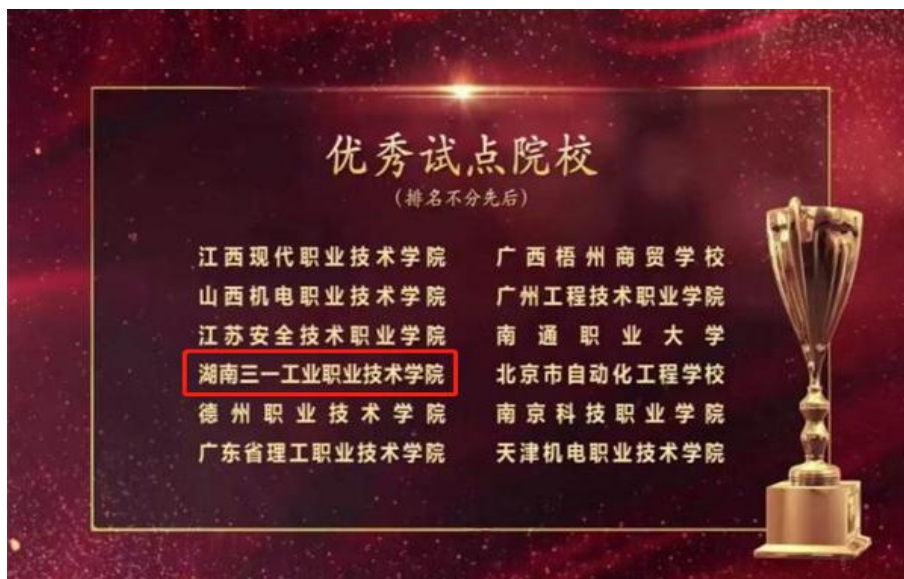 优秀试点院校
(排名不分先后)
江西现代职业技术学院
山西机电职业技术学院
江苏安全技术职业学院
湖南三一工业职业技术学院
德州职业技术学院
广东省理工职业技术学院
广西梧州商贸学校
广州工程技术职业学院
南通职业大学
北京市自动化工程学校
南京科技职业学院
天津机电职业技术学院